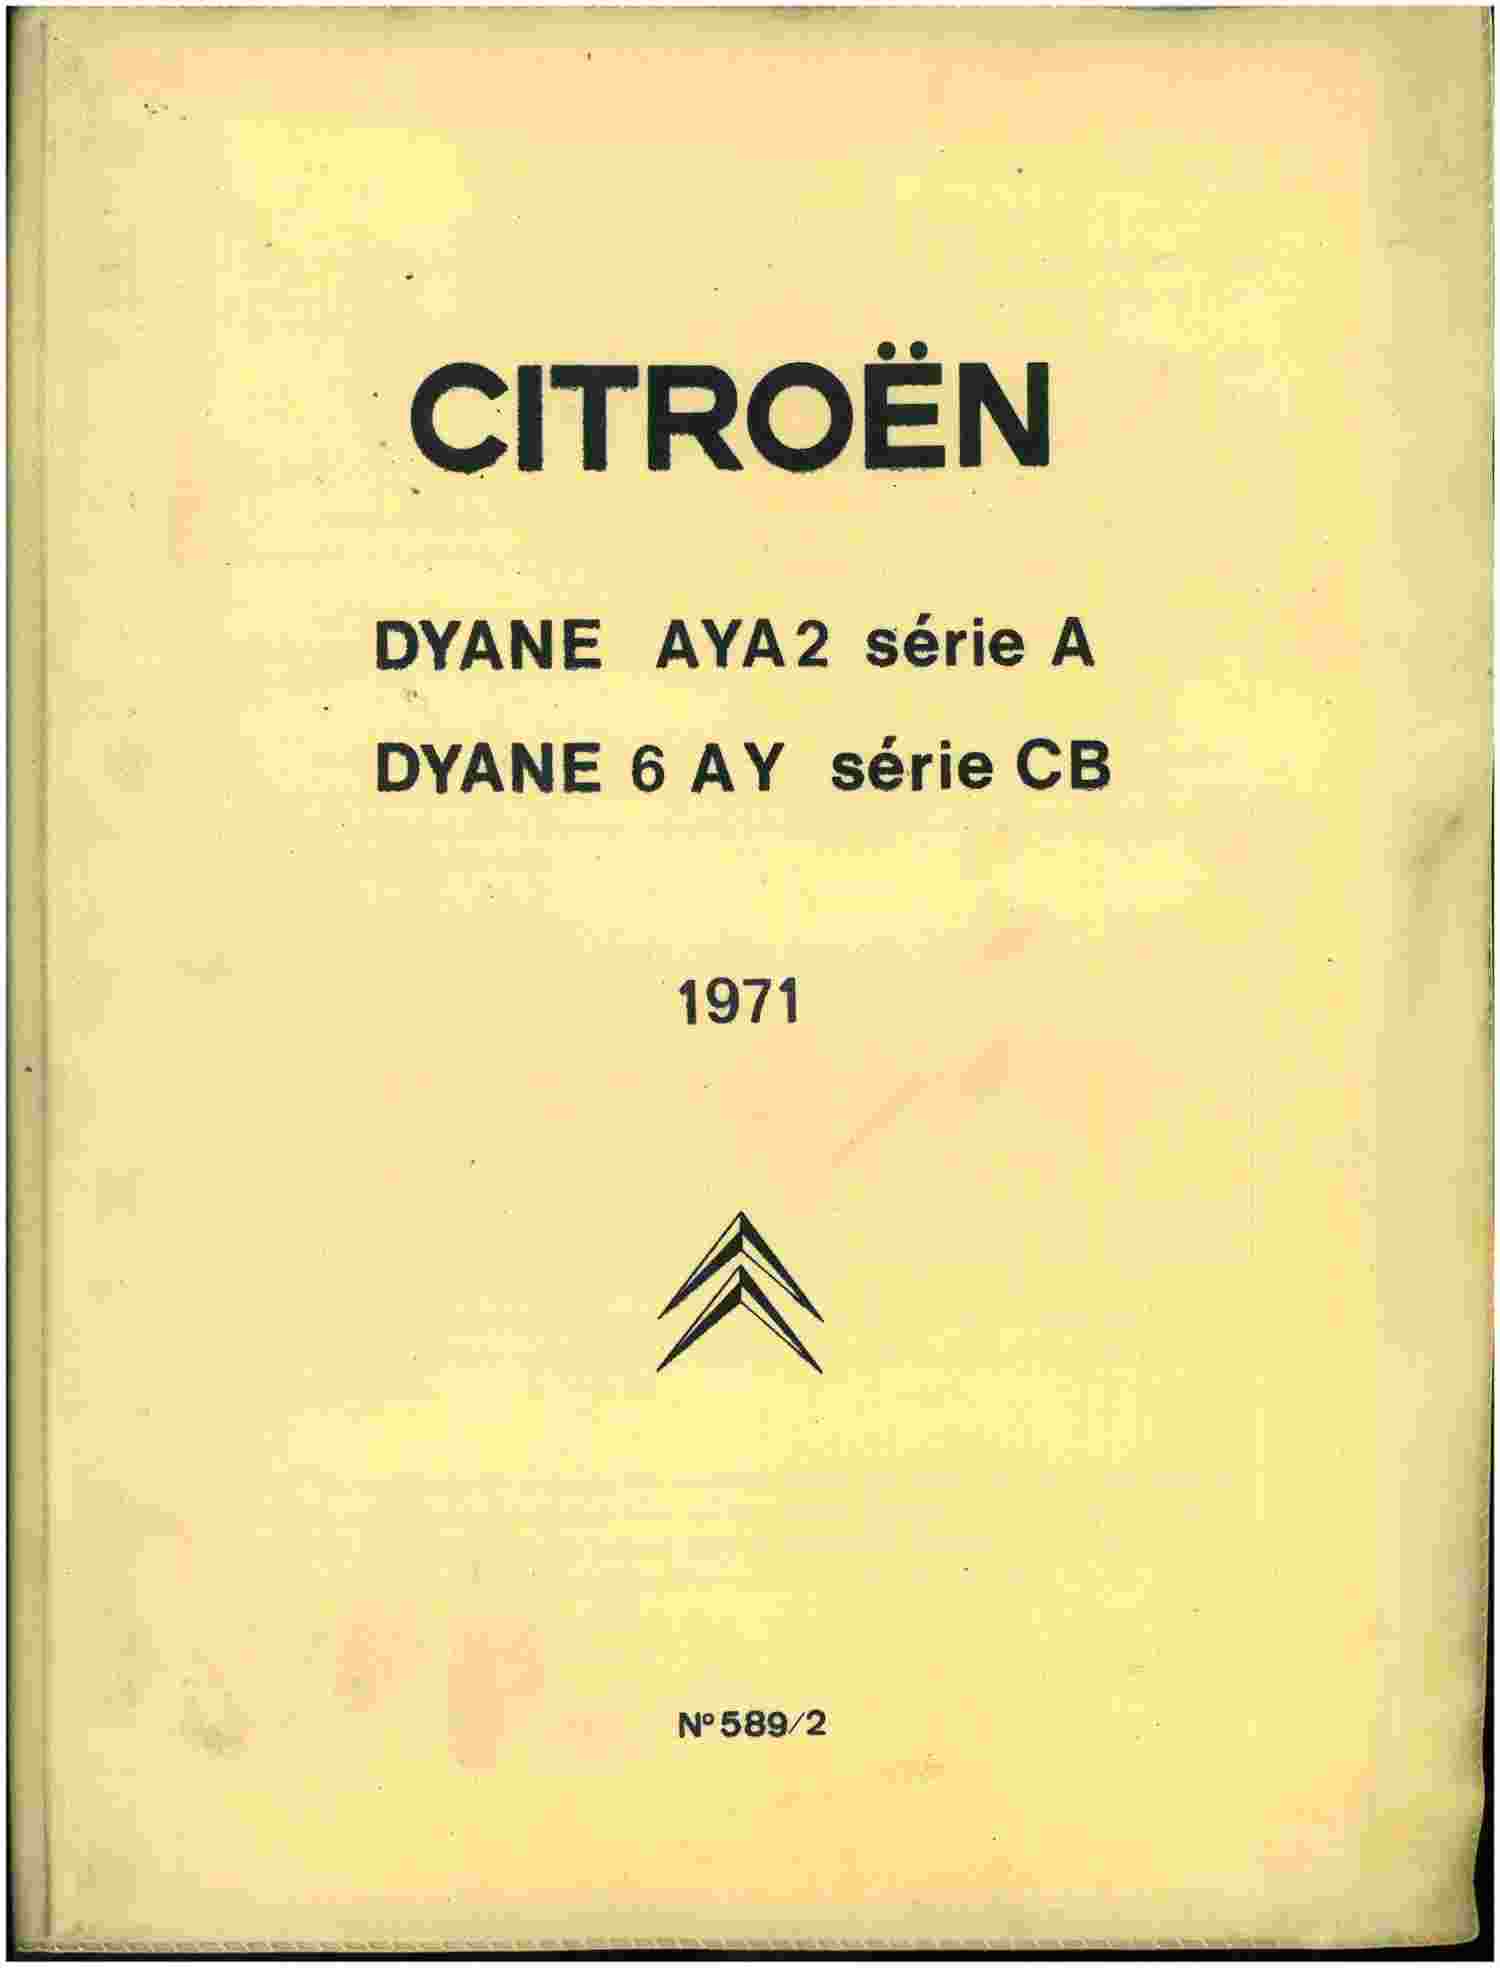 CITROËN
DYANE AYA2 série A
DYANE 6 AY série CB
1971
N° 589/2